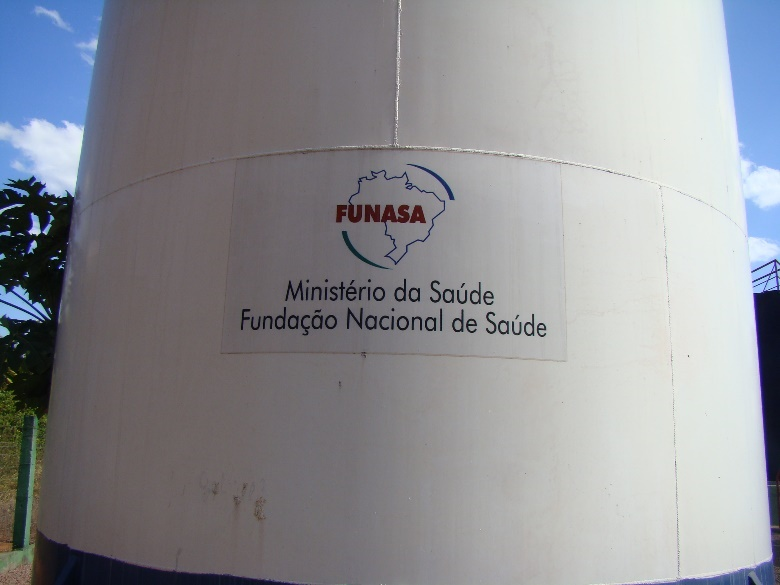 FUNASA
Ministério da Saúde
Fundação Nacional de Saúde